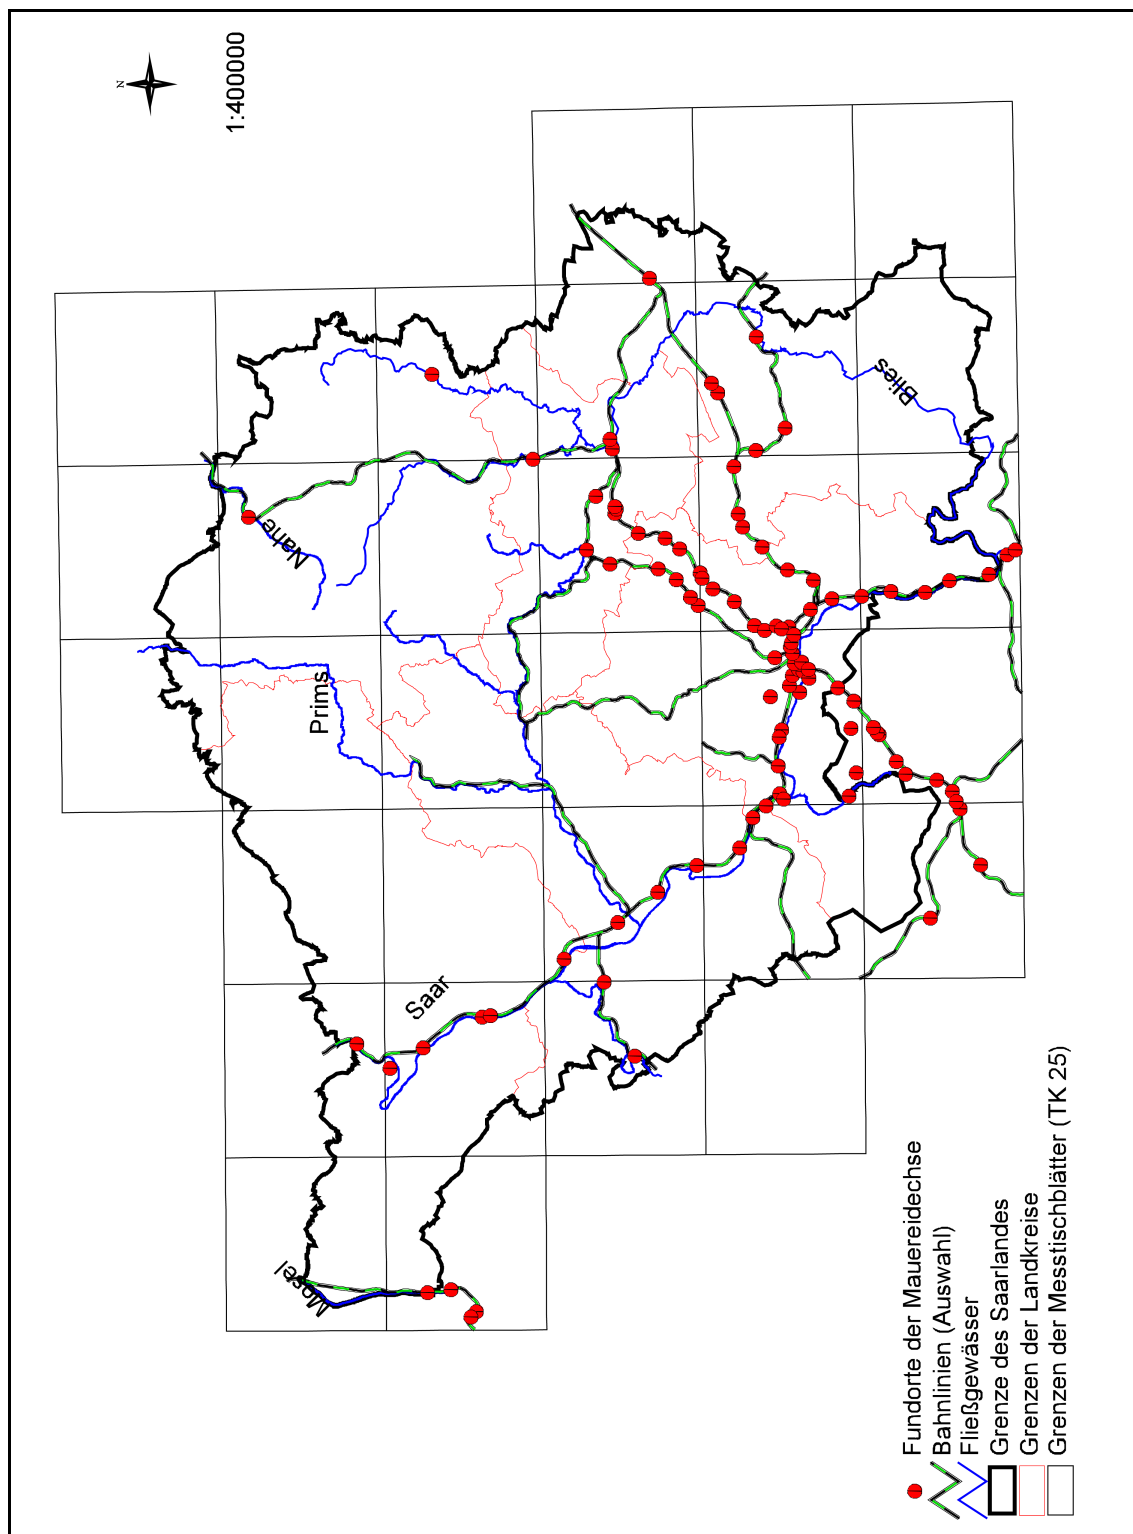 N
1:400000
Nahe
Prims
Blies
Saar
Mosel
Fundorte der Mauereidechse
Bahnlinien (Auswahl)
Fließgewässer
Grenze des Saarlandes
Grenzen der Landkreise
Grenzen der Messtischblätter (TK 25)